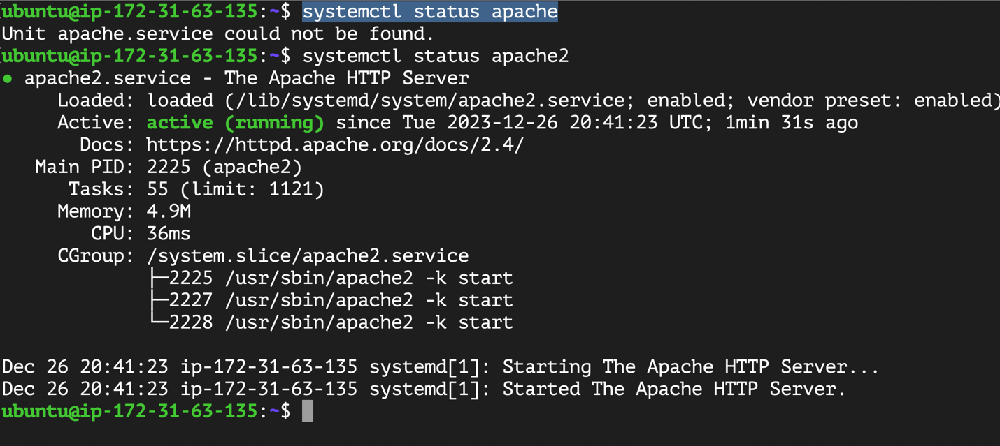 ubuntu@ip-172-31-63-135:~$ systemctl status apache
Unit apache.service could not be found.
ubuntu@ip-172-31-63-135:~$ systemctl status apache2
● apache2.service - The Apache HTTP Server
     Loaded: loaded (/lib/systemd/system/apache2.service; enabled; vendor preset: enabled)
     Active: active (running) since Tue 2023-12-26 20:41:23 UTC; 1min 31s ago
       Docs: https://httpd.apache.org/docs/2.4/
   Main PID: 2225 (apache2)
      Tasks: 55 (limit: 1121)
     Memory: 4.9M
        CPU: 36ms
     CGroup: /system.slice/apache2.service
             ├─2225 /usr/sbin/apache2 -k start
             ├─2227 /usr/sbin/apache2 -k start
             └─2228 /usr/sbin/apache2 -k start
Dec 26 20:41:23 ip-172-31-63-135 systemd[1]: Starting The Apache HTTP Server...
Dec 26 20:41:23 ip-172-31-63-135 systemd[1]: Started The Apache HTTP Server.
ubuntu@ip-172-31-63-135:~$